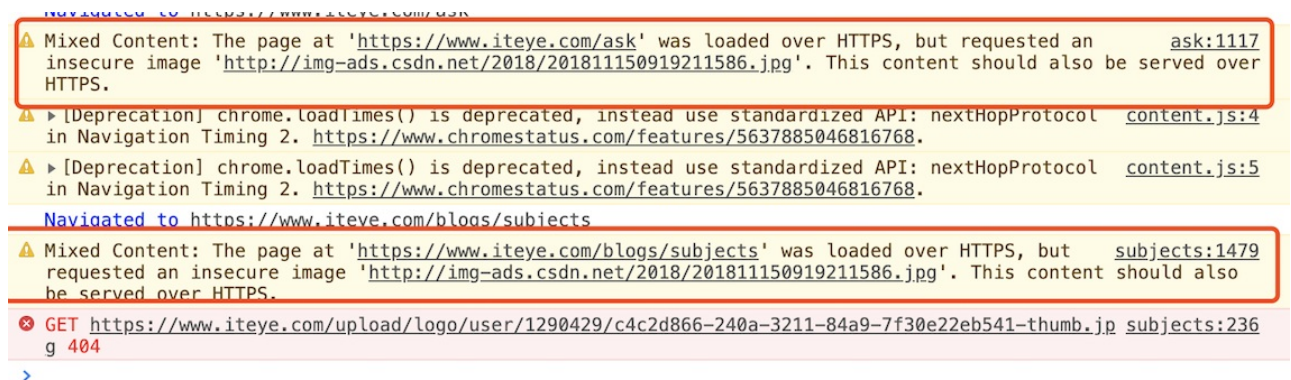 Navigated to https://www.iteye.com/ask
Mixed Content: The page at 'https://www.iteye.com/ask' was loaded over HTTPS, but requested an ask:1117
insecure image 'http://img-ads.csdn.net/2018/201811150919211586.jpg'. This content should also be served over
HTTPS.
▶[Deprecation] chrome.loadTimes() is deprecated, instead use standardized API: nextHopProtocol content.js:4
in Navigation Timing 2. https://www.chromestatus.com/features/5637885046816768.
▶[Deprecation] chrome.loadTimes() is deprecated, instead use standardized API: nextHopProtocol content.js:5
in Navigation Timing 2. https://www.chromestatus.com/features/5637885046816768.
Navigated to https://www.iteye.com/blogs/subjects
Mixed Content: The page at 'https://www.iteye.com/blogs/subjects' was loaded over HTTPS, but subjects:1479
requested an insecure image 'http://img-ads.csdn.net/2018/201811150919211586.jpg'. This content should also
be served over HTTPS.
GET https://www.iteye.com/upload/logo/user/1290429/c4c2d866-240a-3211-84a9-7f30e22eb541-thumb.jp subjects:236
g 404
>